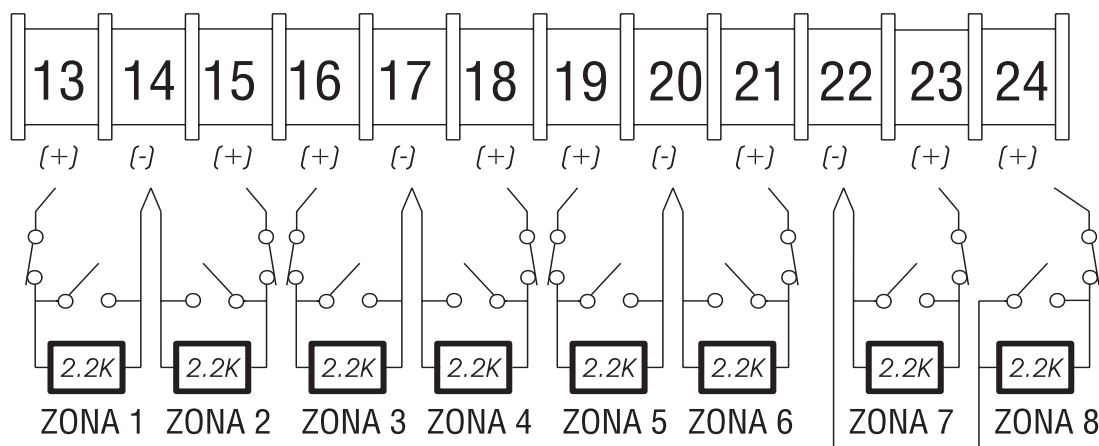 13 14 15 16 17 18 19 20 21 22 23 24
(+) (-) (+) (+) (-) (+) (+) (-) (+) (-) (+) (+)
2.2K 2.2K 2.2K 2.2K 2.2K 2.2K 2.2K 2.2K
ZONA 1 ZONA 2 ZONA 3 ZONA 4 ZONA 5 ZONA 6 ZONA 7 ZONA 8